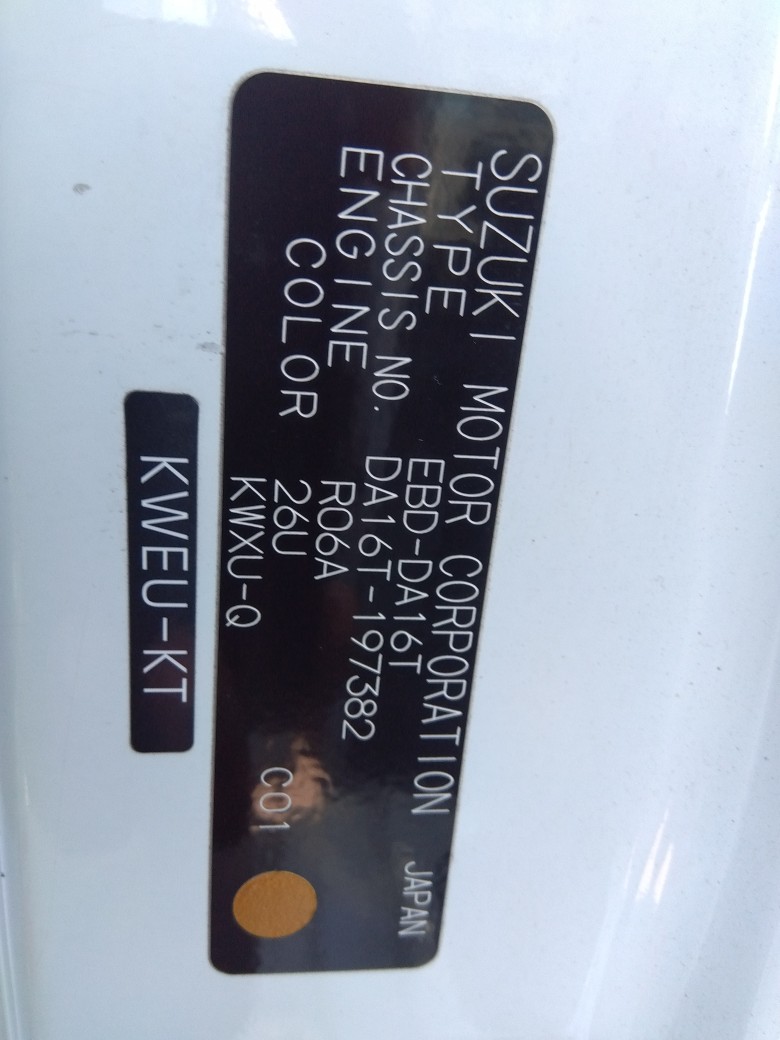 SUZUKI MOTOR CORPORATION JAPAN
TYPE EBD-DA16T
CHASSIS NO. DA16T-197382
ENGINE R06A
COLOR 26U C01
KWXU-Q
KWEU-KT